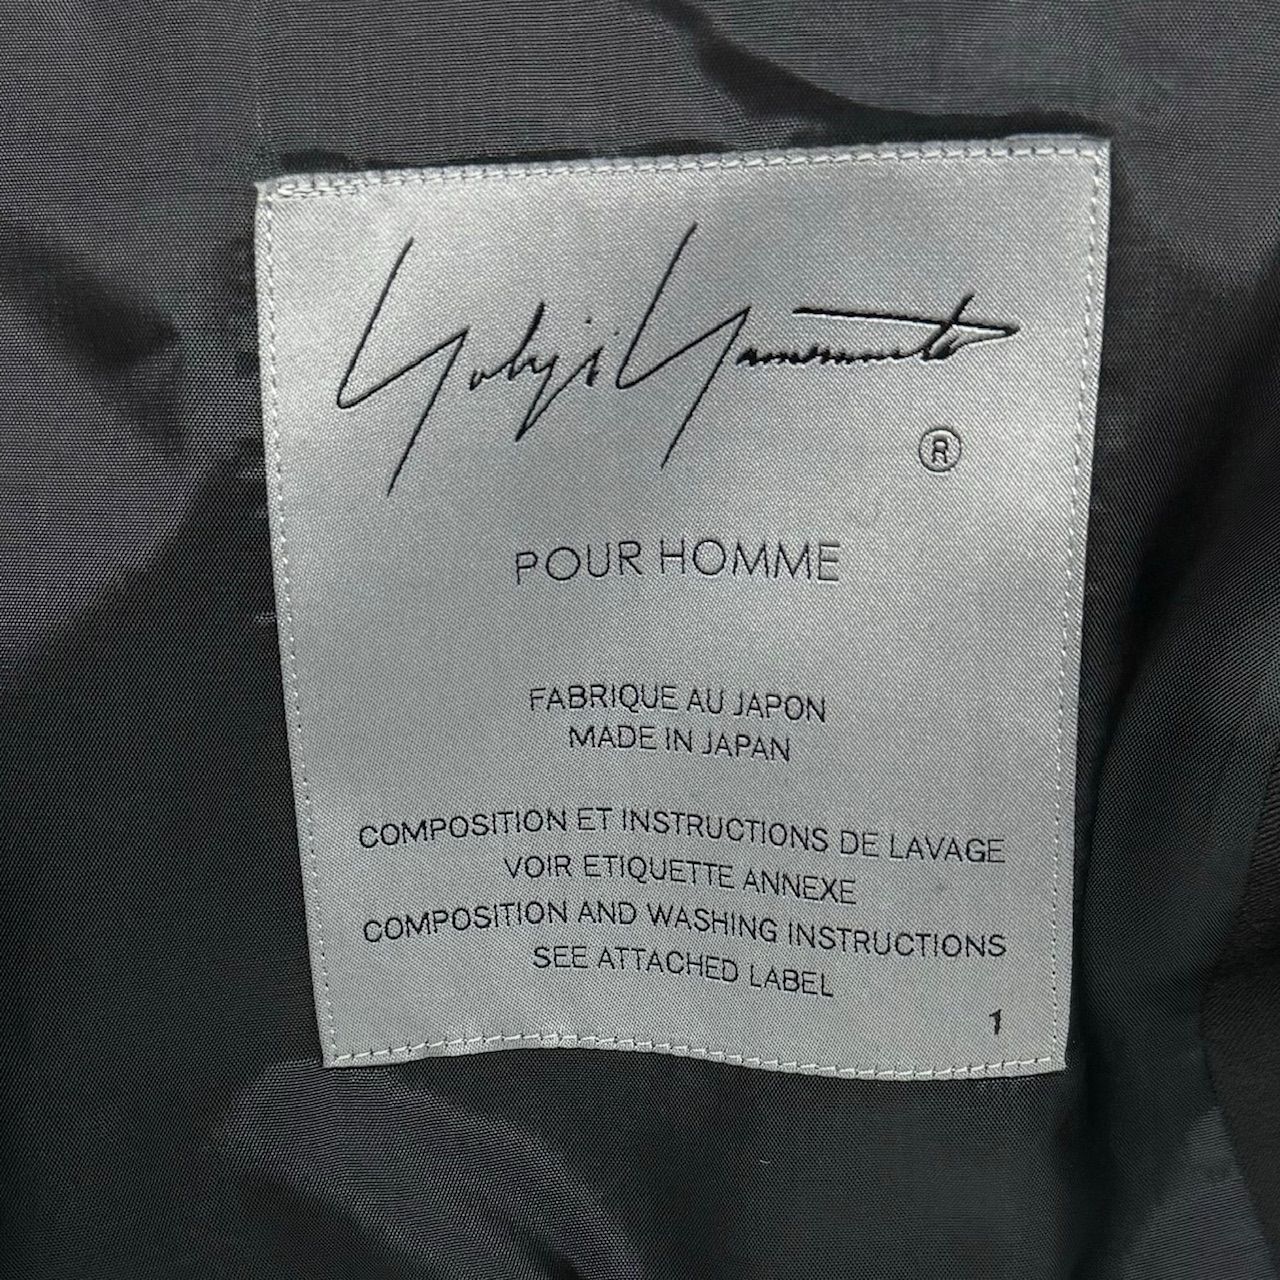 Yohji Yamamoto
®
POUR HOMME
FABRIQUE AU JAPON
MADE IN JAPAN
COMPOSITION ET INSTRUCTIONS DE LAVAGE
VOIR ETIQUETTE ANNEXE
COMPOSITION AND WASHING INSTRUCTIONS
SEE ATTACHED LABEL
1